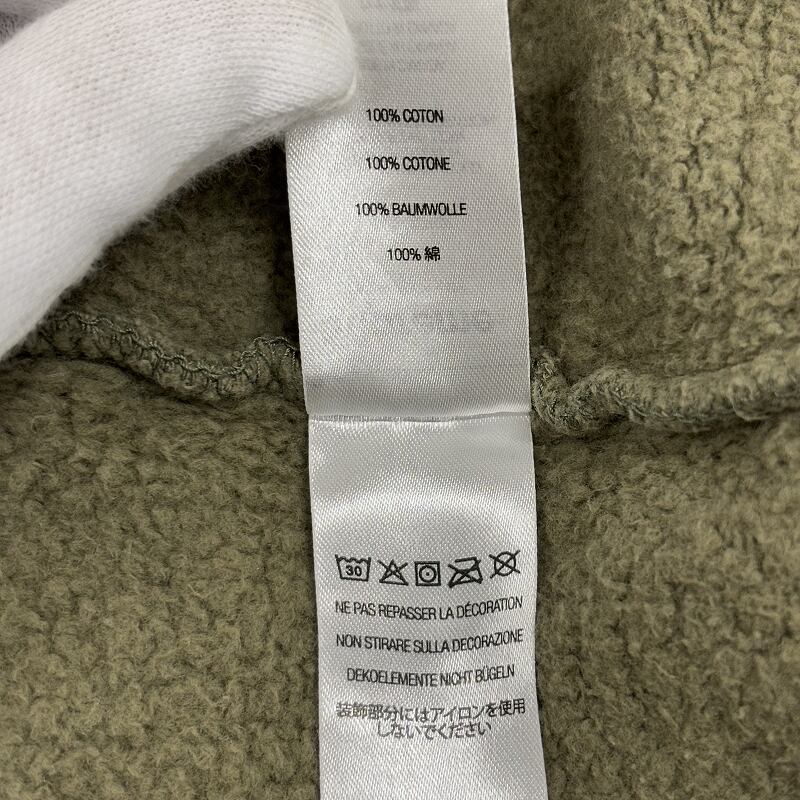 100% COTON
100% COTONE
100% BAUMWOLLE
100% 綿
30
NE PAS REPASSER LA DÉCORATION
NON STIRARE SULLA DECORAZIONE
DEKOELEMENTE NICHT BÜGELN
装飾部分にはアイロンを使用
しないでください